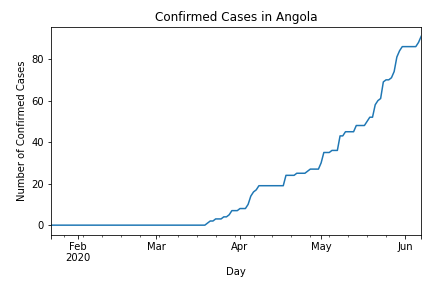 Confirmed Cases in Angola
Number of Confirmed Cases
80
60
40
20
0
Feb
2020
Mar
Apr
May
Jun
Day